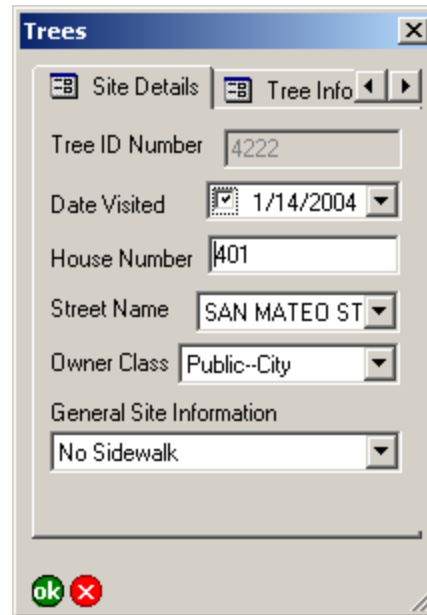 Trees
Site Details Tree Info
Tree ID Number 4222
Date Visited 1/14/2004
House Number 401
Street Name SAN MATEO ST
Owner Class Public--City
General Site Information
No Sidewalk
ok